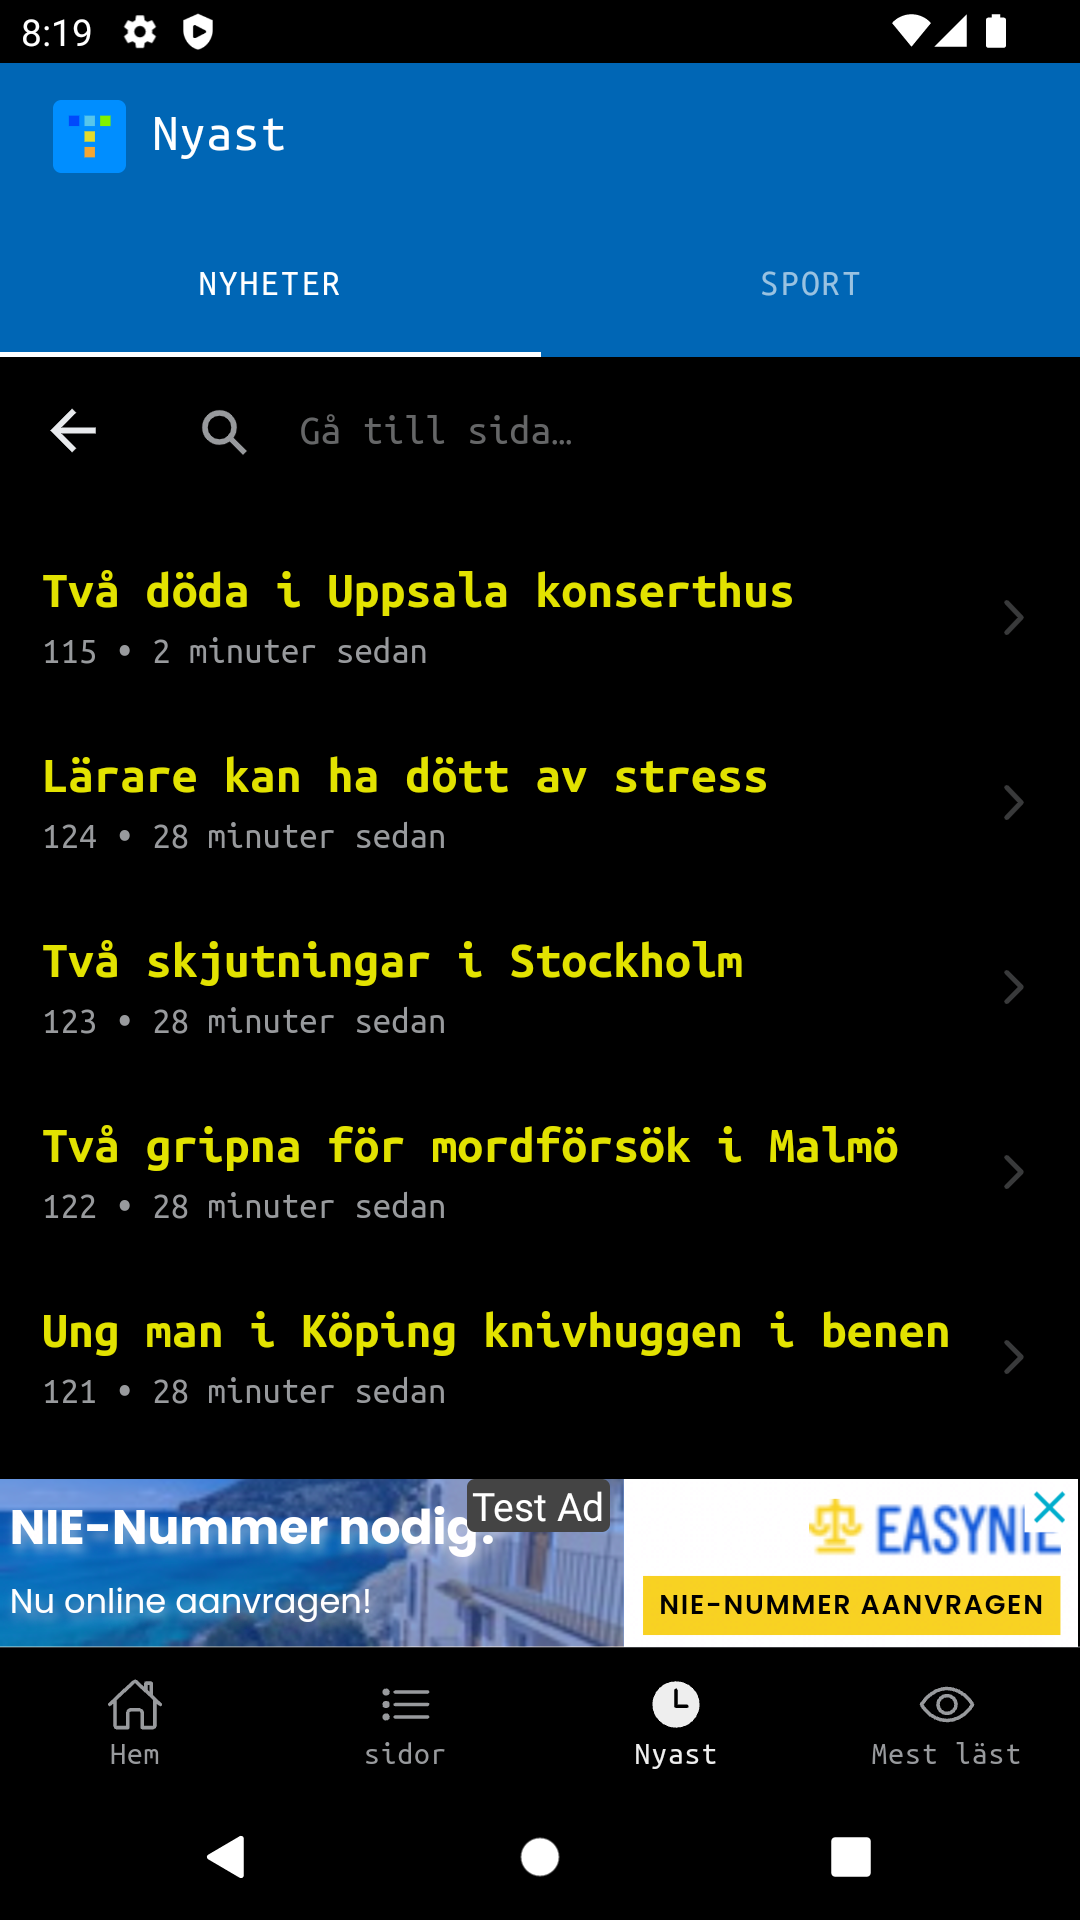 8:19
Nyast
NYHETER
SPORT
Gå till sida…
Två döda i Uppsala konserthus
115 • 2 minuter sedan
Lärare kan ha dött av stress
124 • 28 minuter sedan
Två skjutningar i Stockholm
123 • 28 minuter sedan
Två gripna för mordförsök i Malmö
122 • 28 minuter sedan
Ung man i Köping knivhuggen i benen
121 • 28 minuter sedan
Test Ad
NIE-Nummer nodig?
Nu online aanvragen!
EASYNIE
NIE-NUMMER AANVRAGEN
Hem
sidor
Nyast
Mest läst